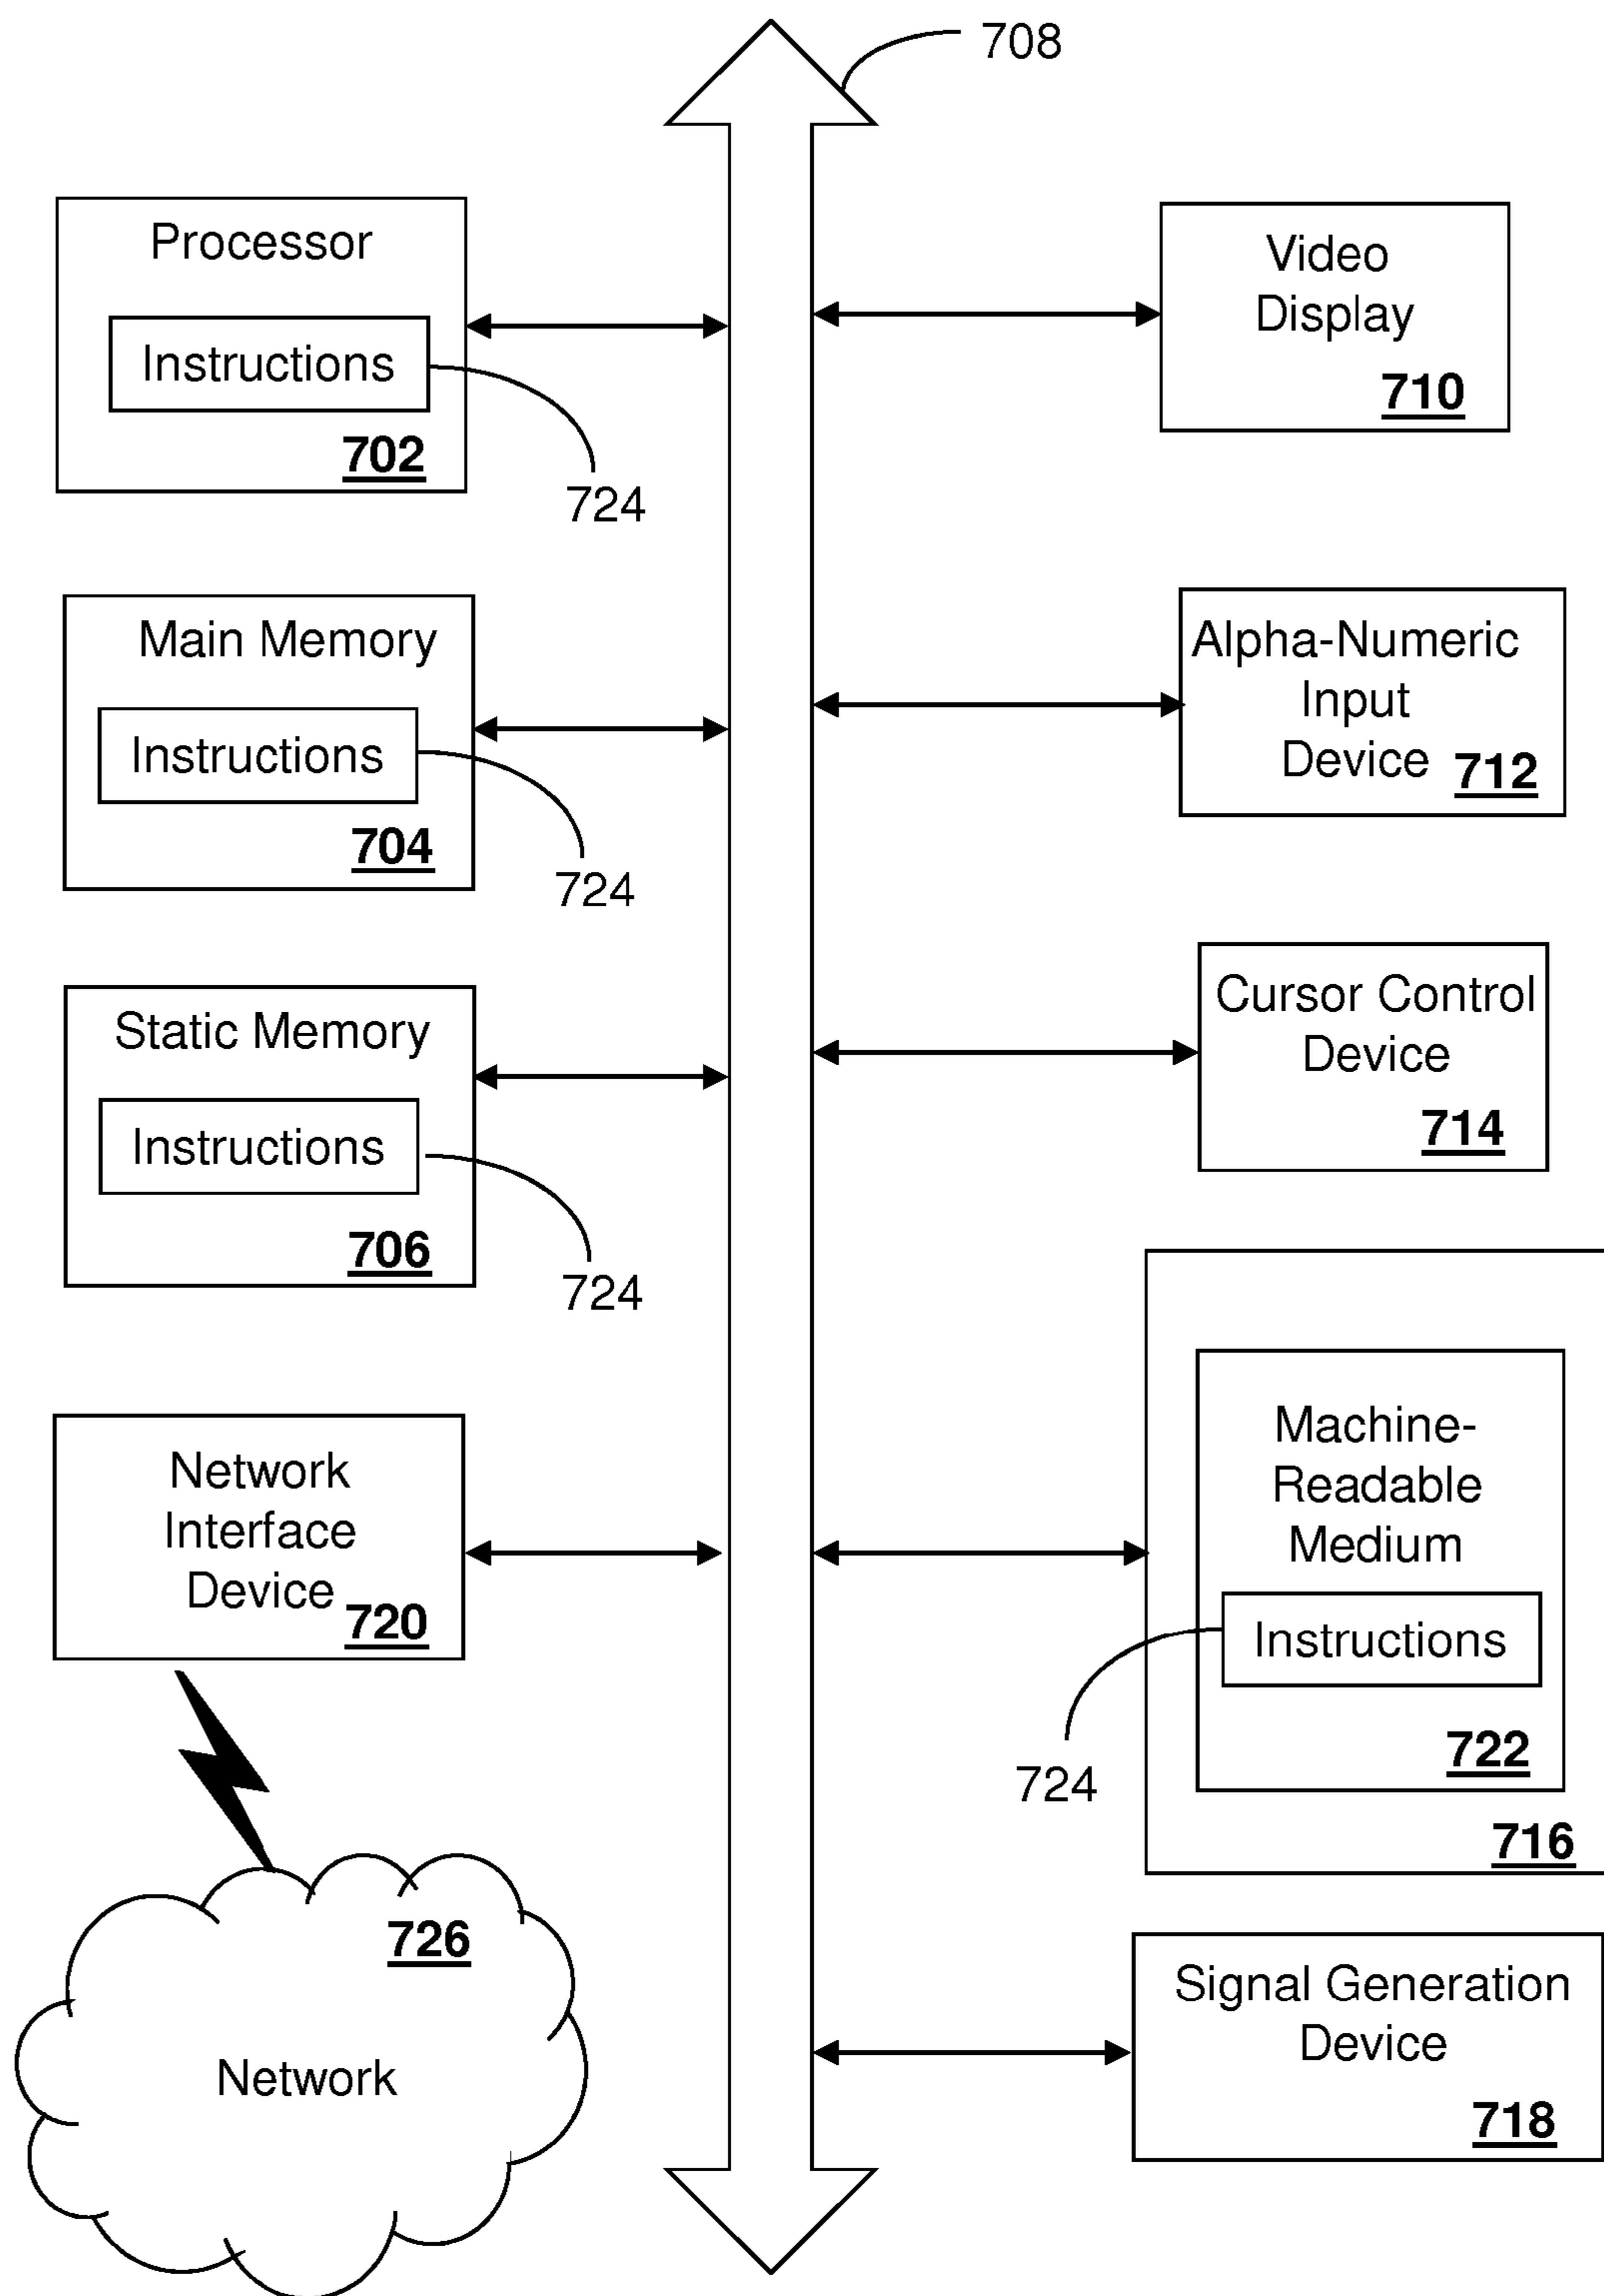 708
Processor
Instructions
702
724
Video
Display
710
Main Memory
Instructions
704
724
Alpha-Numeric
Input
Device 712
Static Memory
Instructions
706
724
Cursor Control
Device
714
Network
Interface
Device 720
Machine-
Readable
Medium
Instructions
722
724
716
726
Network
Signal Generation
Device
718